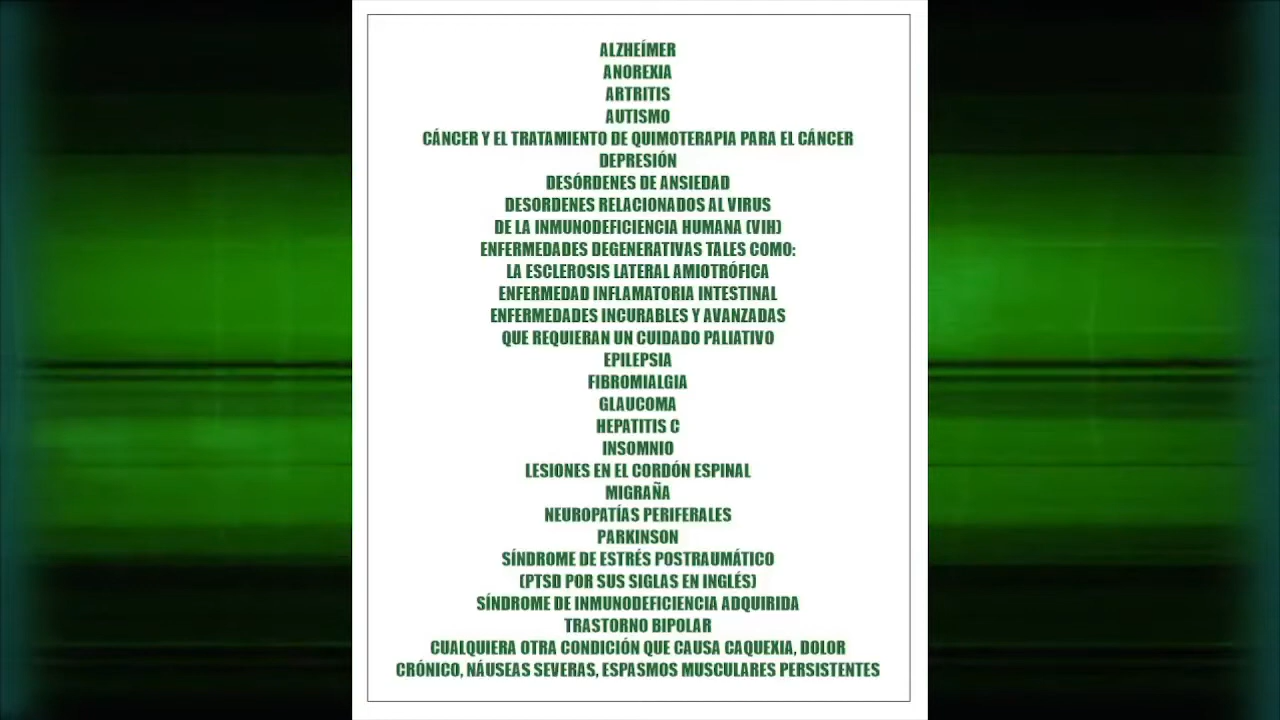 ALZHEÍMER
ANOREXIA
ARTRITIS
AUTISMO
CÁNCER Y EL TRATAMIENTO DE QUIMOTERAPIA PARA EL CÁNCER
DEPRESIÓN
DESÓRDENES DE ANSIEDAD
DESORDENES RELACIONADOS AL VIRUS
DE LA INMUNODEFICIENCIA HUMANA (VIH)
ENFERMEDADES DEGENERATIVAS TALES COMO:
LA ESCLEROSIS LATERAL AMIOTRÓFICA
ENFERMEDAD INFLAMATORIA INTESTINAL
ENFERMEDADES INCURABLES Y AVANZADAS
QUE REQUIERAN UN CUIDADO PALIATIVO
EPILEPSIA
FIBROMIALGIA
GLAUCOMA
HEPATITIS C
INSOMNIO
LESIONES EN EL CORDÓN ESPINAL
MIGRAÑA
NEUROPATÍAS PERIFERALES
PARKINSON
SÍNDROME DE ESTRÉS POSTRAUMÁTICO
(PTSD POR SUS SIGLAS EN INGLÉS)
SÍNDROME DE INMUNODEFICIENCIA ADQUIRIDA
TRASTORNO BIPOLAR
CUALQUIERA OTRA CONDICIÓN QUE CAUSA CAQUEXIA, DOLOR
CRÓNICO, NÁUSEAS SEVERAS, ESPASMOS MUSCULARES PERSISTENTES